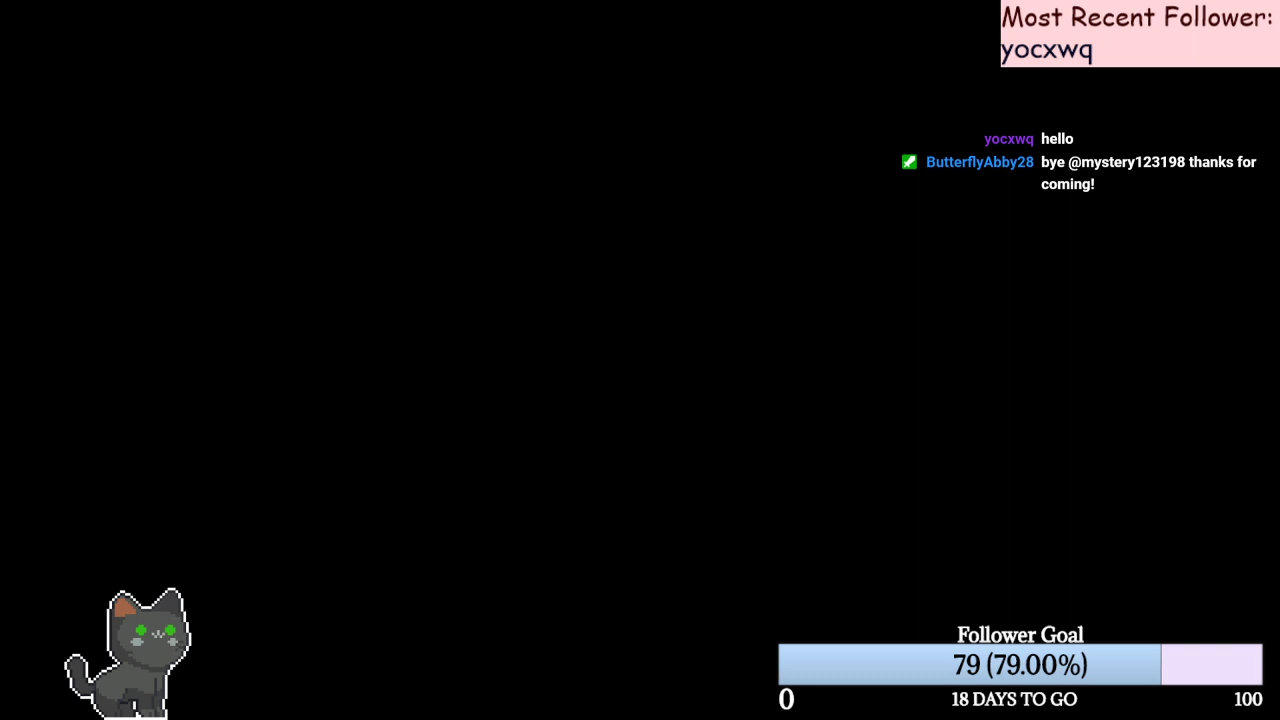 Most Recent Follower:
yocxwq
yocxwq hello
ButterflyAbby28 bye @mystery123198 thanks for
coming!
Follower Goal
79 (79.00%)
0 18 DAYS TO GO 100